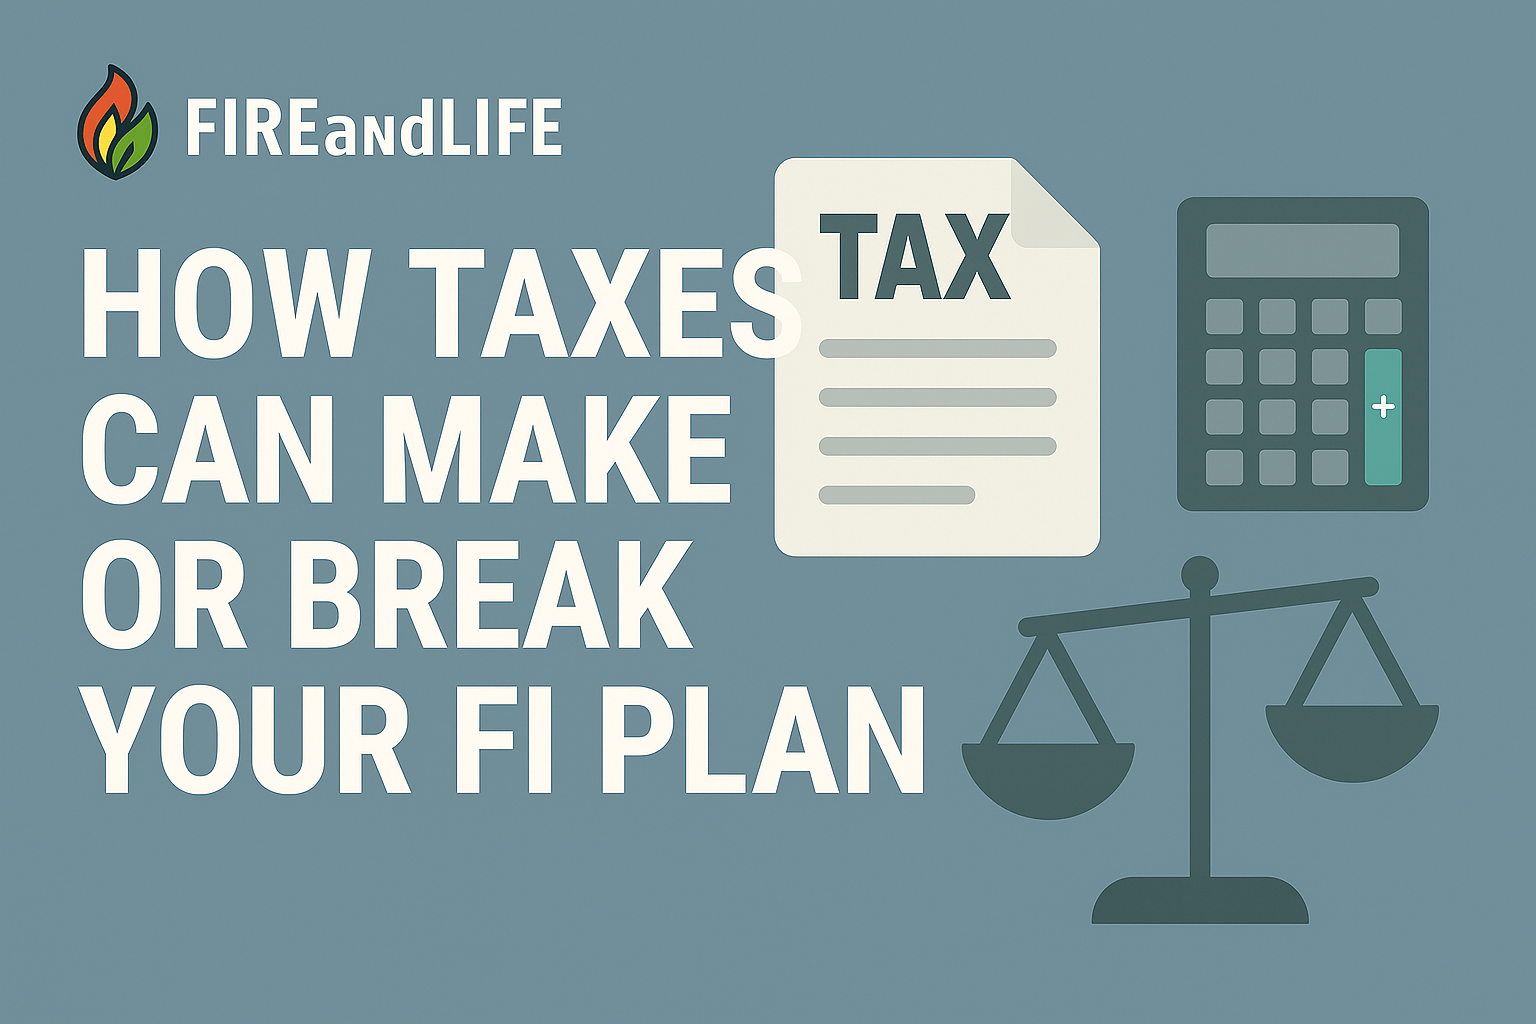 FIREandLIFE
HOW TAXES
CAN MAKE
OR BREAK
YOUR FI PLAN
TAX
+